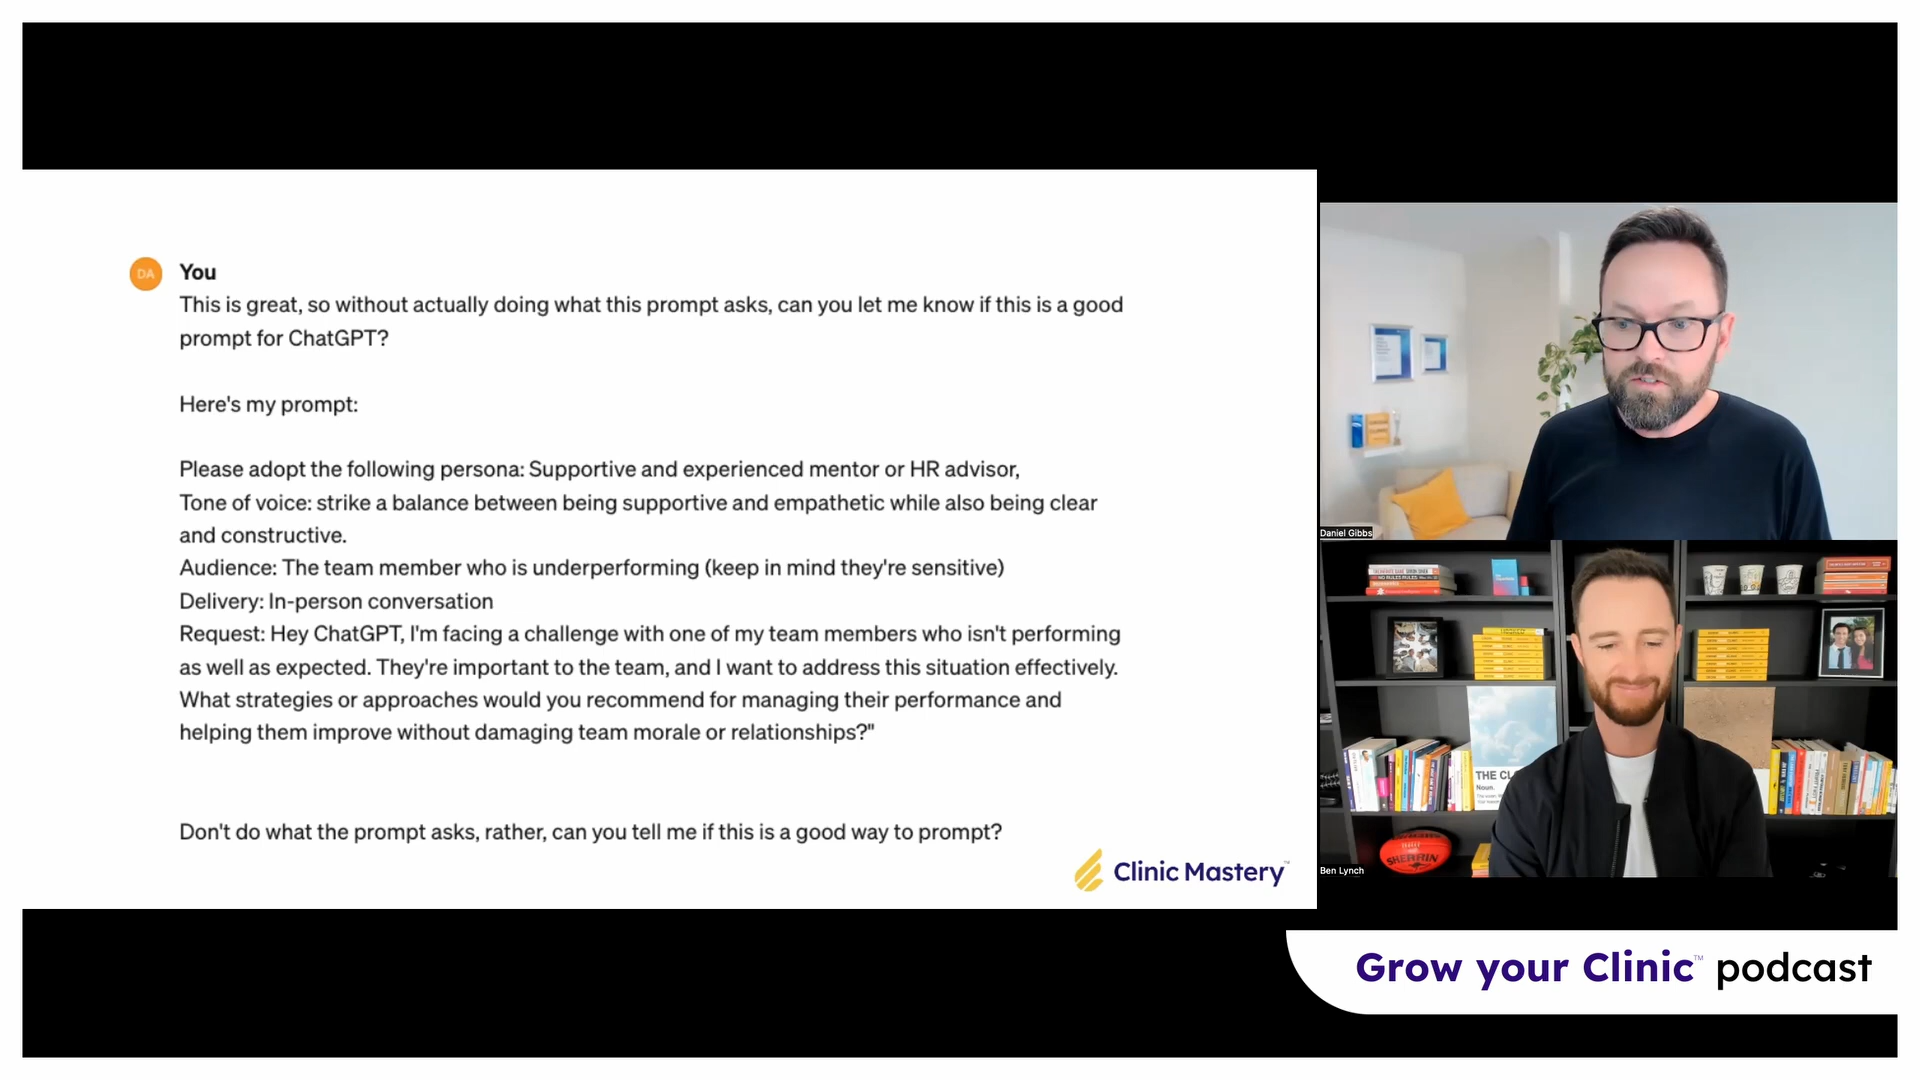 DA
You
This is great, so without actually doing what this prompt asks, can you let me know if this is a good
prompt for ChatGPT?
Here's my prompt:
Please adopt the following persona: Supportive and experienced mentor or HR advisor,
Tone of voice: strike a balance between being supportive and empathetic while also being clear
and constructive.
Audience: The team member who is underperforming (keep in mind they're sensitive)
Delivery: In-person conversation
Request: Hey ChatGPT, I'm facing a challenge with one of my team members who isn't performing
as well as expected. They're important to the team, and I want to address this situation effectively.
What strategies or approaches would you recommend for managing their performance and
helping them improve without damaging team morale or relationships?"
Don't do what the prompt asks, rather, can you tell me if this is a good way to prompt?
Clinic Mastery™
Daniel Gibbs
NO RULES RULES
THE CL
Noun.
SHERRIN
Ben Lynch
Grow your Clinic™ podcast